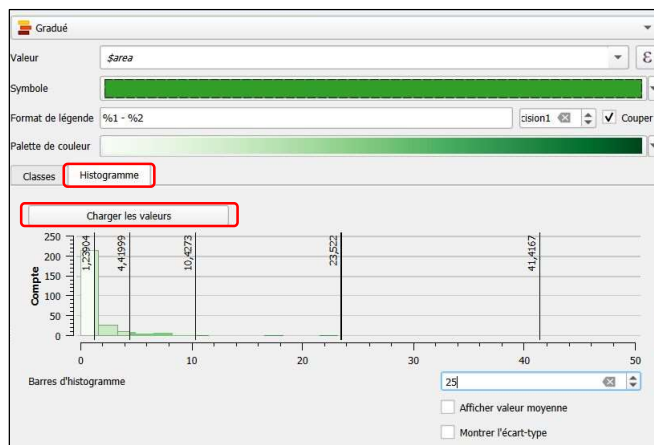 Gradué
Valeur $area ε
Symbole
Format de légende %1 - %2 cision1 Couper
Palette de couleur
Classes Histogramme
Charger les valeurs
Compte
250
200
150
100
50
0
1,23904 4,41999 10,4273 23,522 41,4167
0 10 20 30 40 50
Barres d'histogramme 25
Afficher valeur moyenne
Montrer l'écart-type